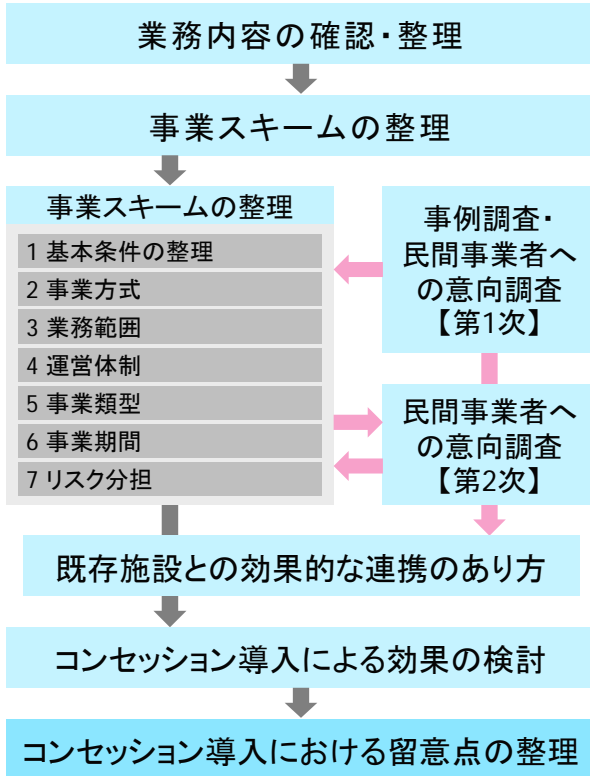 業務内容の確認・整理
事業スキームの整理
事業スキームの整理
1 基本条件の整理
2 事業方式
3 業務範囲
4 運営体制
5 事業類型
6 事業期間
7 リスク分担
事例調査・
民間事業者へ
の意向調査
【第1次】
民間事業者へ
の意向調査
【第2次】
既存施設との効果的な連携のあり方
コンセッション導入による効果の検討
コンセッション導入における留意点の整理